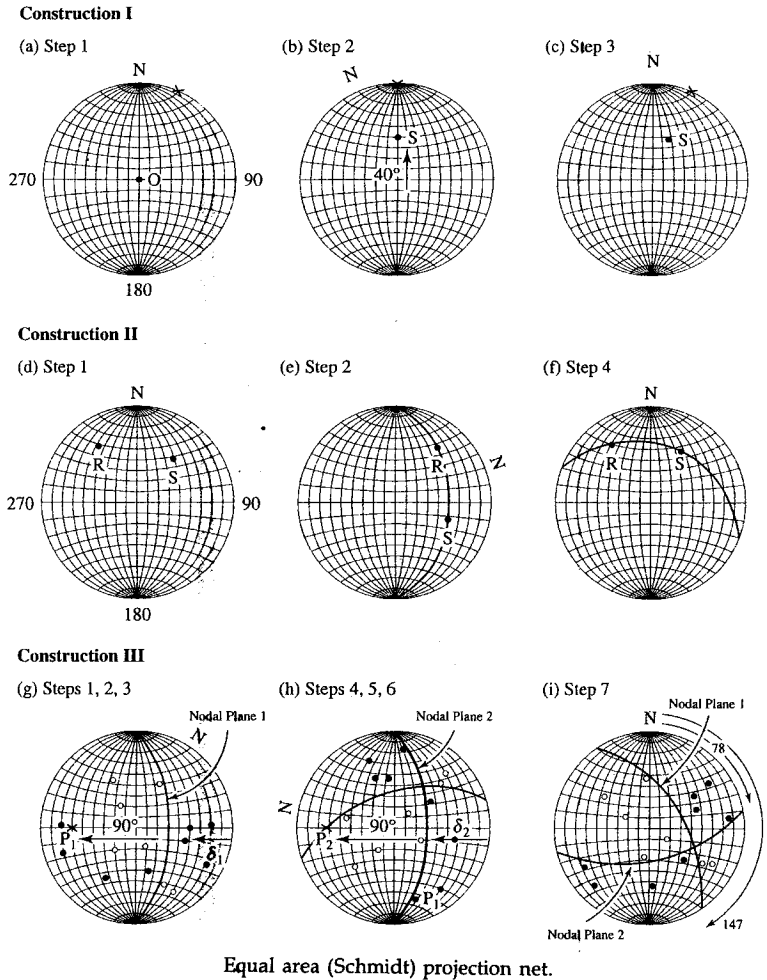 Construction I
(a) Step 1
(b) Step 2
(c) Step 3
N
N
N
S
S
270
O
90
40°
180
Construction II
(d) Step 1
(e) Step 2
(f) Step 4
N
N
R
S
R
N
R
S
270
90
S
180
Construction III
(g) Steps 1, 2, 3
(h) Steps 4, 5, 6
(i) Step 7
Nodal Plane 1
N
Nodal Plane 2
Nodal Plane 1
N
78
N
90°
P1
δ1
90°
P2
δ2
P1
147
Nodal Plane 2
Equal area (Schmidt) projection net.